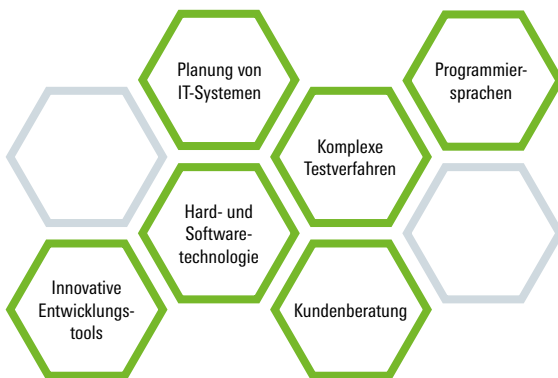 Planung von
IT-Systemen
Programmier-
sprachen
Komplexe
Testverfahren
Hard- und
Software-
technologie
Innovative
Entwicklungs-
tools
Kundenberatung